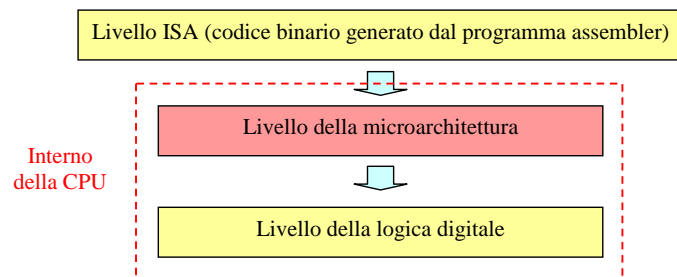 Livello ISA (codice binario generato dal programma assembler)
Livello della microarchitettura
Interno
della CPU
Livello della logica digitale